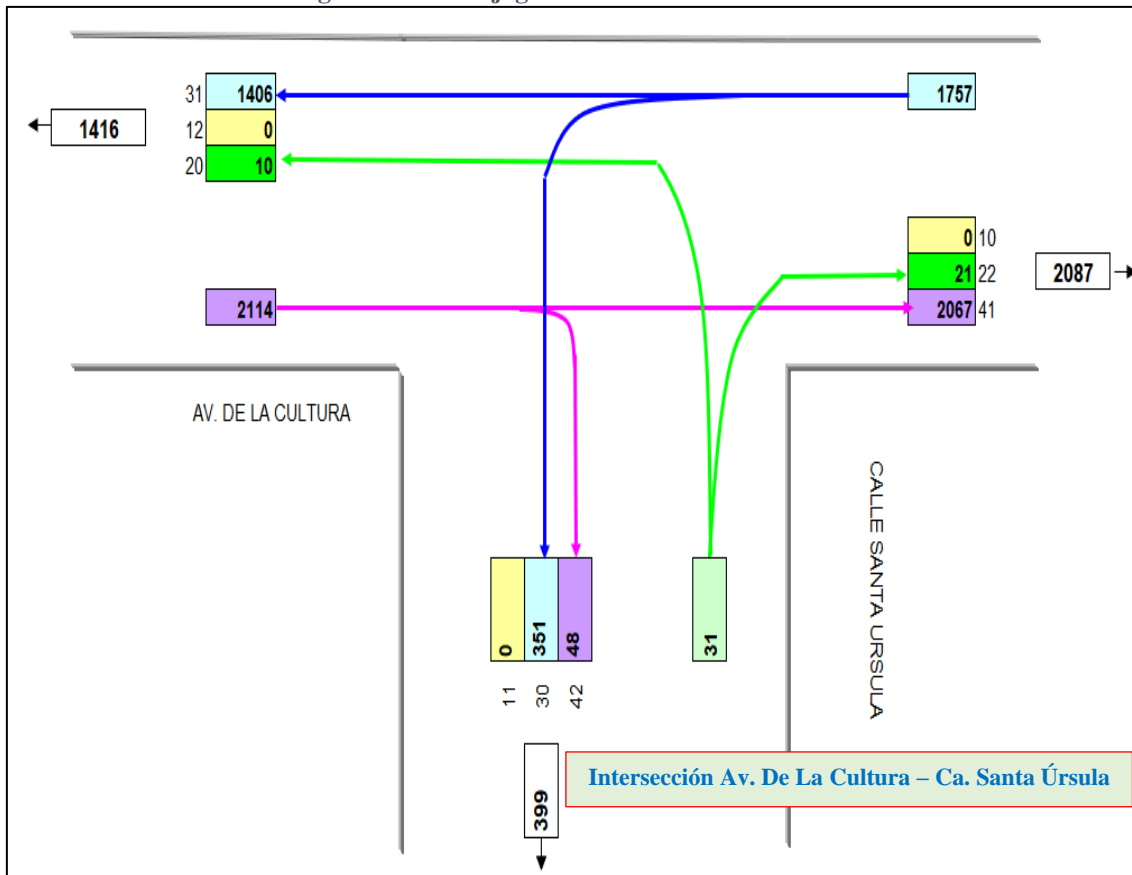 31 1406
1757
1416
12 0
20 10
0 10
21 22
2087
2114
2067 41
AV. DE LA CULTURA
CALLE SANTA URSULA
0 351 48
31
11 30 42
399
Intersección Av. De La Cultura – Ca. Santa Úrsula